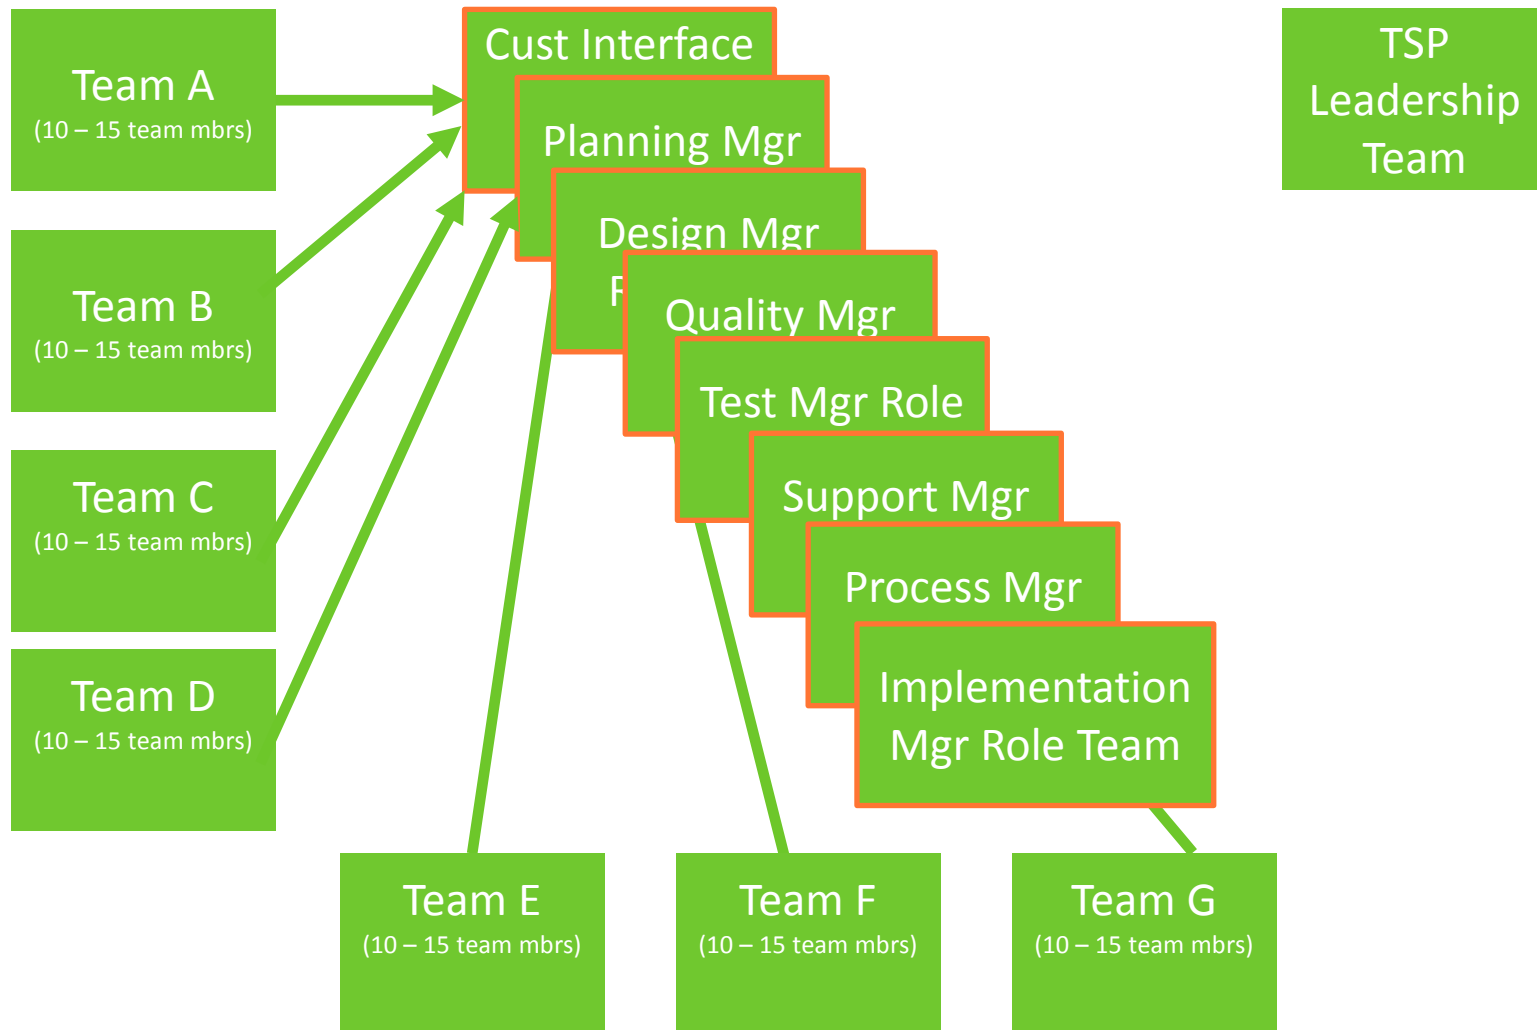 Team A
(10 – 15 team mbrs)
Team B
(10 – 15 team mbrs)
Team C
(10 – 15 team mbrs)
Team D
(10 – 15 team mbrs)
Cust Interface
Planning Mgr
Design Mgr
Quality Mgr
Test Mgr Role
Support Mgr
Process Mgr
Implementation
Mgr Role Team
TSP
Leadership
Team
Team E
(10 – 15 team mbrs)
Team F
(10 – 15 team mbrs)
Team G
(10 – 15 team mbrs)